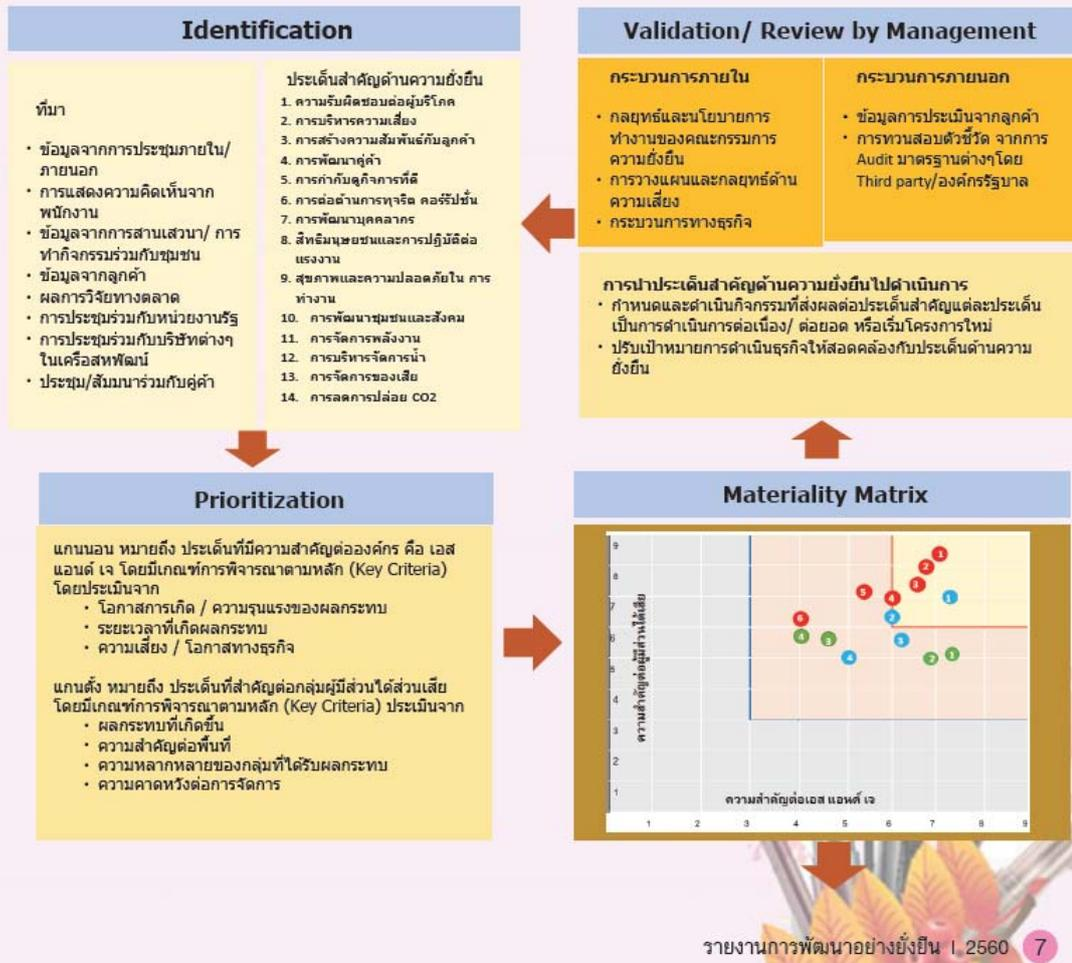 Identification
ที่มา
• ข้อมูลจากการประชุมภายใน/
ภายนอก
• การแสดงความคิดเห็นจาก
พนักงาน
• ข้อมูลจากการสานเสวนา/ การ
ทำกิจกรรมร่วมกับชุมชน
• ข้อมูลจากลูกค้า
• ผลการวิจัยทางตลาด
• การประชุมร่วมกับหน่วยงานรัฐ
• การประชุมร่วมกับบริษัทต่างๆ
ในเครือสหพัฒน์
• ประชุม/สัมมนาร่วมกับคู่ค้า
ประเด็นสำคัญด้านความยั่งยืน
1. ความรับผิดชอบต่อผู้บริโภค
2. การบริหารความเสี่ยง
3. การสร้างความสัมพันธ์กับลูกค้า
4. การพัฒนาคู่ค้า
5. การกำกับดูกิจการที่ดี
6. การต่อต้านการทุจริต คอร์รัปชั่น
7. การพัฒนาบุคคลากร
8. สิทธิมนุษยชนและการปฏิบัติต่อ
แรงงาน
9. สุขภาพและความปลอดภัยใน การ
ทำงาน
10. การพัฒนาชุมชนและสังคม
11. การจัดการพลังงาน
12. การบริหารจัดการน้ำ
13. การจัดการของเสีย
14. การลดการปล่อย CO2
Validation/ Review by Management
กระบวนการภายใน
• กลยุทธ์และนโยบายการ
ทำงานของคณะกรรมการ
ความยั่งยืน
• การวางแผนและกลยุทธ์ด้าน
ความเสี่ยง
• กระบวนการทางธุรกิจ
กระบวนการภายนอก
• ข้อมูลการประเมินจากลูกค้า
• การทวนสอบตัวชี้วัด จากการ
Audit มาตรฐานต่างๆโดย
Third party/องค์กรรัฐบาล
การนำประเด็นสำคัญด้านความยั่งยืนไปดำเนินการ
• กำหนดและดำเนินกิจกรรมที่ส่งผลต่อประเด็นสำคัญแต่ละประเด็น
เป็นการดำเนินการต่อเนื่อง/ ต่อยอด หรือเริ่มโครงการใหม่
• ปรับเป้าหมายการดำเนินธุรกิจให้สอดคล้องกับประเด็นด้านความ
ยั่งยืน
Prioritization
แกนนอน หมายถึง ประเด็นที่มีความสำคัญต่อองค์กร คือ เอส
แอนด์ เจ โดยมีเกณฑ์การพิจารณาตามหลัก (Key Criteria)
โดยประเมินจาก
• โอกาสการเกิด / ความรุนแรงของผลกระทบ
• ระยะเวลาที่เกิดผลกระทบ
• ความเสี่ยง / โอกาสทางธุรกิจ
แกนตั้ง หมายถึง ประเด็นที่สำคัญต่อกลุ่มผู้มีส่วนได้ส่วนเสีย
โดยมีเกณฑ์การพิจารณาตามหลัก (Key Criteria) ประเมินจาก
• ผลกระทบที่เกิดขึ้น
• ความสำคัญต่อพื้นที่
• ความหลากหลายของกลุ่มที่ได้รับผลกระทบ
• ความคาดหวังต่อการจัดการ
Materiality Matrix
ความสำคัญต่อผู้มีส่วนได้เสีย
9
8
7
6
5
4
3
2
1
1
2
3
1
5
4
2
6
4
3
3
4
2
1
ความสำคัญต่อเอส แอนด์ เจ
1 2 3 4 5 6 7 8 9
รายงานการพัฒนาอย่างยั่งยืน | 2560 7